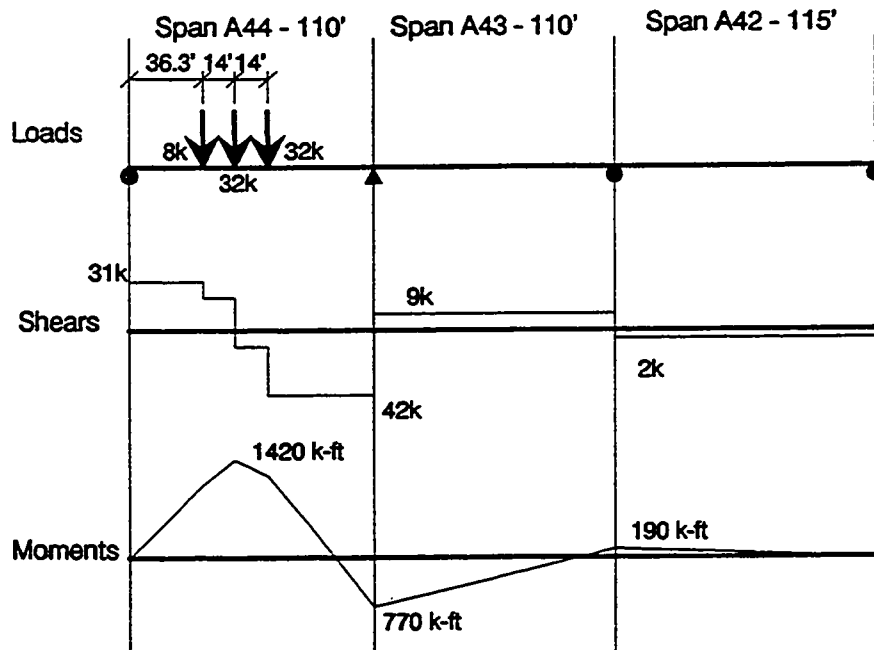 Span A44 - 110'
Span A43 - 110'
Span A42 - 115'
36.3' 14' 14'
Loads
8k
32k
32k
31k
9k
Shears
2k
42k
1420 k-ft
190 k-ft
Moments
770 k-ft